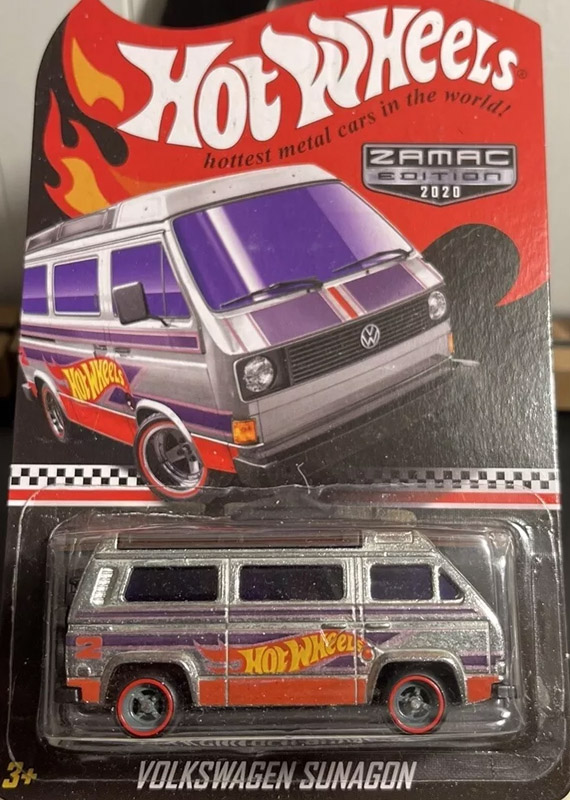 HOT WHEELS®
hottest metal cars in the world!
ZAMAC
EDITION
2020
HOT WHEELS
HOT WHEELS
2
3+
VOLKSWAGEN SUNAGON